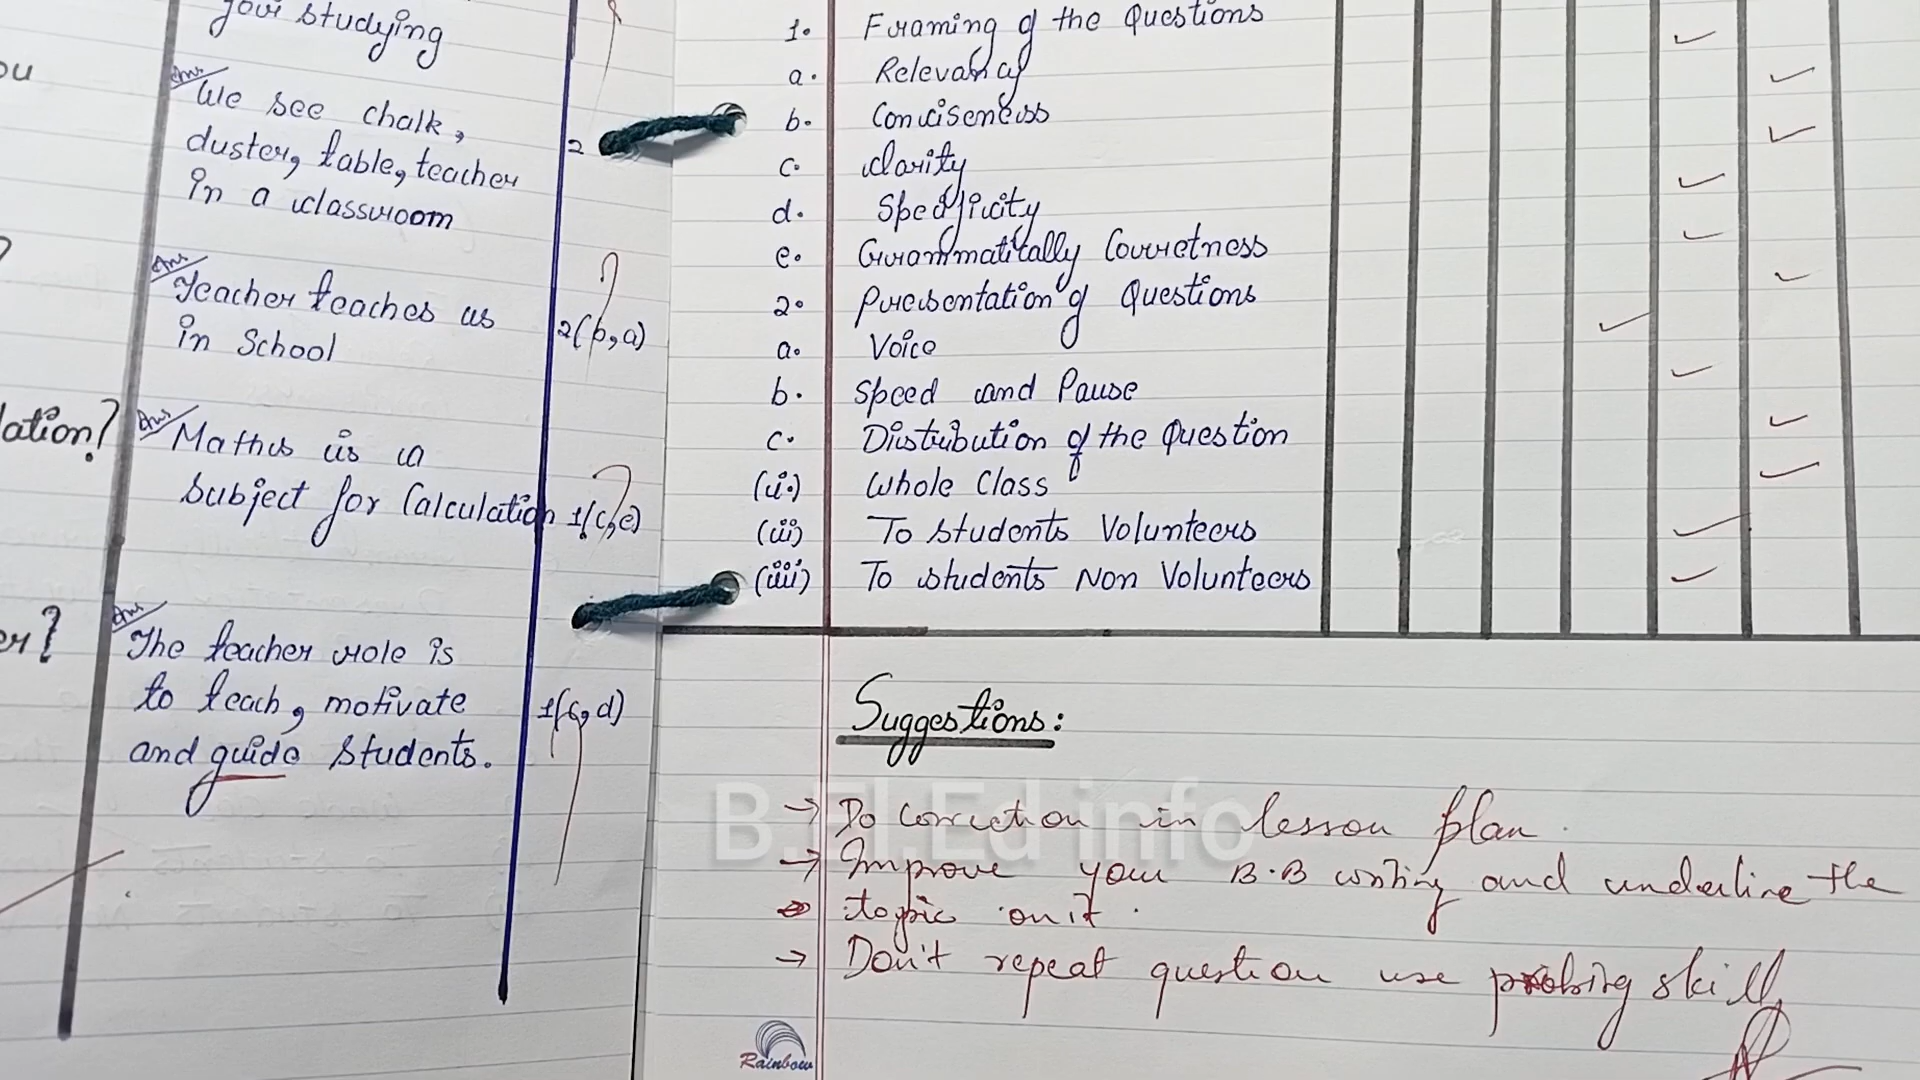 your studying
ou
Ans
We see chalk,
duster, table, teacher
in a classroom
2
?
Ans
Teacher teaches us
in School
2(b,a)
lation?
Ans
Maths is a
subject for Calculation
1(c,e)
er?
Ans
The teacher role is
to teach, motivate
and guide students.
1(c,d)
1. Framing of the Questions
a. Relevancy
b. Conciseness
c. clarity
d. Specificity
e. Grammatically Correctness
2. Presentation of Questions
a. Voice
b. Speed and Pause
c. Distribution of the Question
(i.) Whole Class
(ii) To students Volunteers
(iii) To students Non Volunteers
Suggestions:
→ Do correction in lesson plan.
→ Improve your B.B writing and underline the
topic on it.
→ Don't repeat question use probing skill
B.El.Ed info
Rainbow